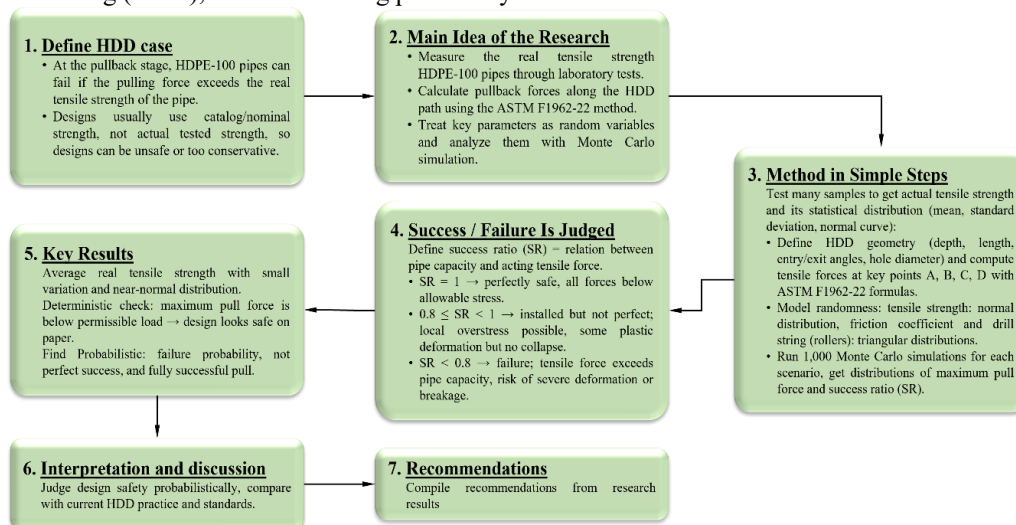 1. Define HDD case
• At the pullback stage, HDPE-100 pipes can
fail if the pulling force exceeds the real
tensile strength of the pipe.
• Designs usually use catalog/nominal
strength, not actual tested strength, so
designs can be unsafe or too conservative.
2. Main Idea of the Research
• Measure the real tensile strength
HDPE-100 pipes through laboratory tests.
• Calculate pullback forces along the HDD
path using the ASTM F1962-22 method.
• Treat key parameters as random variables
and analyze them with Monte Carlo
simulation.
3. Method in Simple Steps
Test many samples to get actual tensile strength
and its statistical distribution (mean, standard
deviation, normal curve):
• Define HDD geometry (depth, length,
entry/exit angles, hole diameter) and compute
tensile forces at key points A, B, C, D with
ASTM F1962-22 formulas.
• Model randomness: tensile strength: normal
distribution, friction coefficient and drill
string (rollers): triangular distributions.
• Run 1,000 Monte Carlo simulations for each
scenario, get distributions of maximum pull
force and success ratio (SR).
4. Success / Failure Is Judged
Define success ratio (SR) = relation between
pipe capacity and acting tensile force.
• SR = 1 → perfectly safe, all forces below
allowable stress.
• 0.8 ≤ SR < 1 → installed but not perfect;
local overstress possible, some plastic
deformation but no collapse.
• SR < 0.8 → failure; tensile force exceeds
pipe capacity, risk of severe deformation or
breakage.
5. Key Results
Average real tensile strength with small
variation and near-normal distribution.
Deterministic check: maximum pull force is
below permissible load → design looks safe on
paper.
Find Probabilistic: failure probability, not
perfect success, and fully successful pull.
6. Interpretation and discussion
Judge design safety probabilistically, compare
with current HDD practice and standards.
7. Recommendations
Compile recommendations from research
results